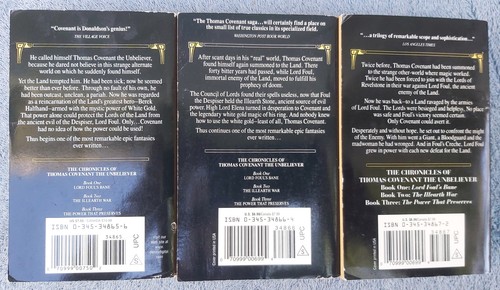 "Covenant is Donaldson's genius!"
THE VILLAGE VOICE
He called himself Thomas Covenant the Unbeliever,
because he dared not believe in this strange alternate
world on which he suddenly found himself.
Yet the Land tempted him. He had been sick; now he
seemed better than ever before. Through no fault of his own, he
had been outcast, unclean, a pariah. Now he was regarded
as a reincarnation of the Land's greatest hero—Berek
Halfhand—armed with the mystic power of White Gold.
That power alone could protect the Lords of the Land from
the ancient evil of the Despiser, Lord Foul. Only... Covenant
had no idea of how the power could be used!
Thus begins one of the most remarkable epic fantasies
ever written...
THE CHRONICLES OF
THOMAS COVENANT THE UNBELIEVER
Book One
LORD FOUL'S BANE
Book Two
THE ILLEARTH WAR
Book Three
THE POWER THAT PRESERVES
ISBN 0-345-34865-6
UPC
"The Thomas Covenant saga...will certainly find a place on
the small list of true classics in its specialized field."
WASHINGTON POST BOOK WORLD
After scant days in his "real" world, Thomas Covenant
found himself again summoned to the Land. There
forty bitter years had passed, while Lord Foul,
immortal enemy of the Land, moved to fulfill his prophecy
of doom.
The Council of Lords found their spells useless, now that Foul
the Despiser held the Illearth Stone, ancient source of evil
power. High Lord Elena turned in desperation to Covenant and
the legendary white gold magic of his ring. And nobody knew
how to use the white gold—least of all, Thomas Covenant.
Thus continues one of the most remarkable epic fantasies
ever written...
THE CHRONICLES OF
THOMAS COVENANT THE UNBELIEVER
Book One
LORD FOUL'S BANE
Book Two
THE ILLEARTH WAR
Book Three
THE POWER THAT PRESERVES
ISBN 0-345-34866-4
UPC
"...a trilogy of remarkable scope and sophistication..."
LOS ANGELES TIMES
Twice before, Thomas Covenant had been summoned
to the strange other-world where magic worked.
Twice he had been forced to join with the Lords of
Revelstone in their war against Lord Foul, the ancient enemy
of the Land.
Now he was back—to a Land ravaged by the armies
of Lord Foul. The Lords were besieged and helpless. No place
was safe and Foul's victory seemed certain.
Only Covenant could avert it!
Desperately and without hope, he set out to confront the might of
the Enemy. With him went a Giant, a Bloodguard and the
madwoman he had wronged. And in Foul's Creche, Lord Foul
grew in power with each new defeat for the Land.
THE CHRONICLES OF
THOMAS COVENANT THE UNBELIEVER
Book One: Lord Foul's Bane
Book Two: The Illearth War
Book Three: The Power That Preserves
ISBN 0-345-34867-2
UPC